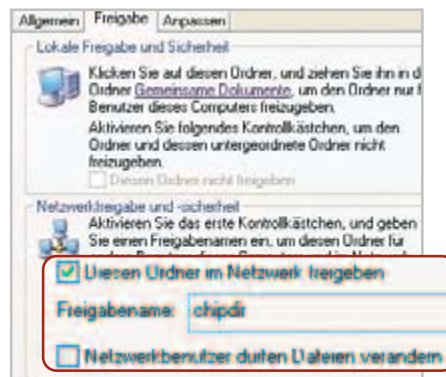 Allgemein Freigabe Anpassen
Lokale Freigabe und Sicherheit
Klicken Sie auf diesen Ordner, und ziehen Sie ihn in d
Ordner Gemeinsame Dokumente, um den Ordner nur f
Benutzer dieses Computers freizugeben.
Aktivieren Sie folgendes Kontrollkästchen, um den
Ordner und dessen untergeordnete Ordner nicht
freizugeben.
Diesen Ordner nicht freigeben
Netzwerkfreigabe und -sicherheit
Aktivieren Sie das erste Kontrollkästchen, und geben
Sie einen Freigabenamen ein, um diesen Ordner für
Diesen Ordner im Netzwerk freigeben
Freigabename: chipdir
Netzwerkbenutzer dürfen Dateien verändern